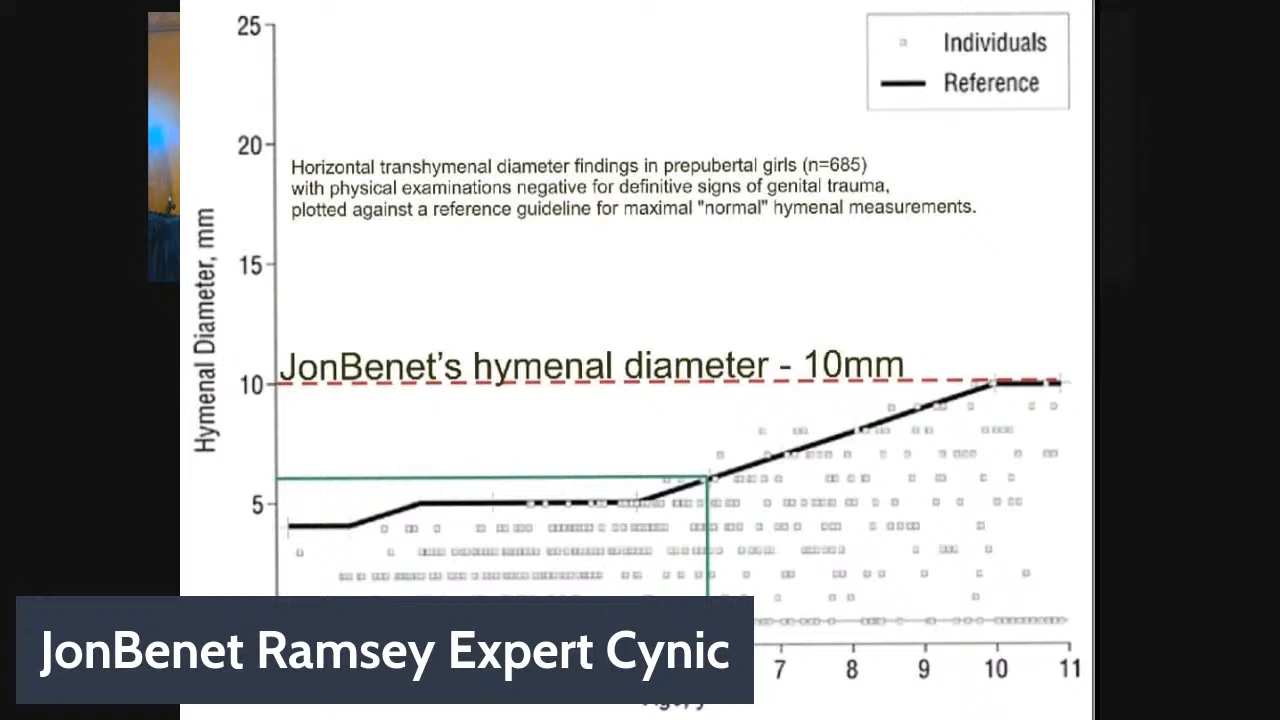 25
Individuals
Reference
20
Horizontal transhymenal diameter findings in prepubertal girls (n=685)
with physical examinations negative for definitive signs of genital trauma,
plotted against a reference guideline for maximal "normal" hymenal measurements.
Hymenal Diameter, mm
15
JonBenet's hymenal diameter - 10mm
10
5
JonBenet Ramsey Expert Cynic
7 8 9 10 11